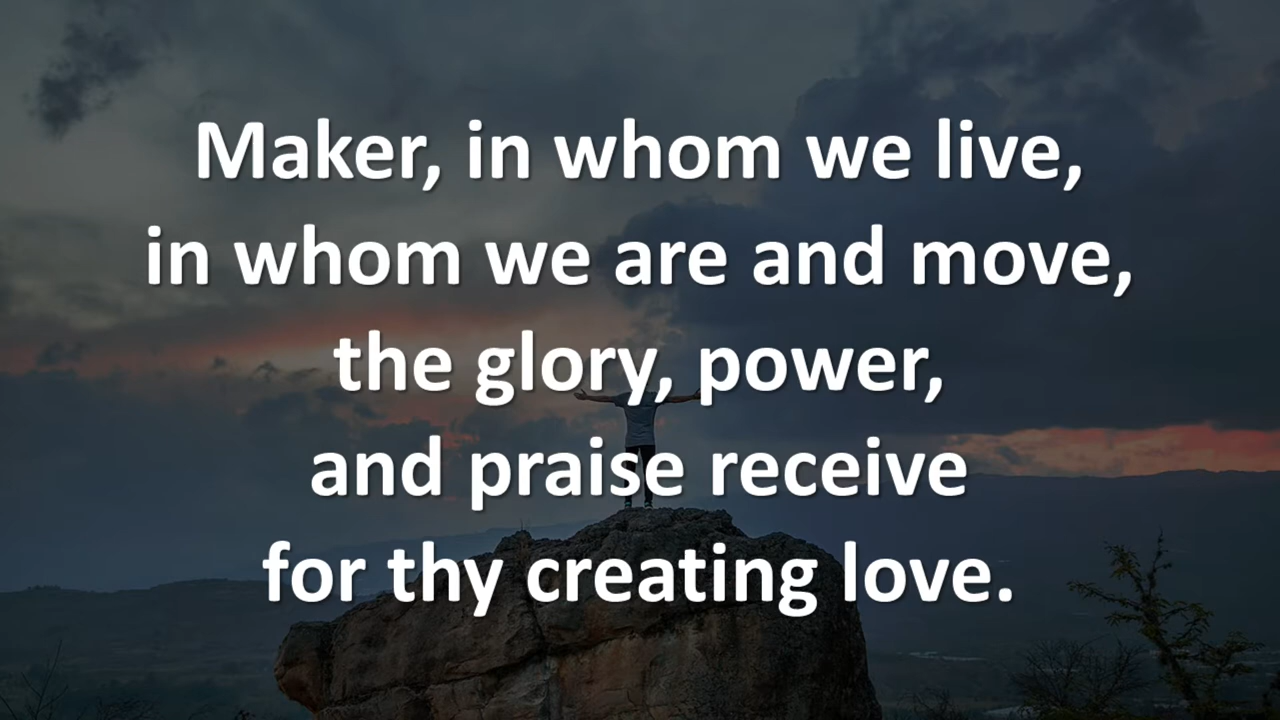 Maker, in whom we live,
in whom we are and move,
the glory, power,
and praise receive
for thy creating love.